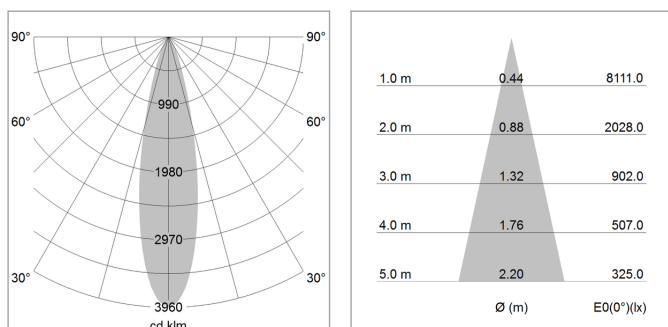 90° 90°
990
60° 60°
1980
2970
30° 30°
3960
cd klm
1.0 m 0.44 8111.0
2.0 m 0.88 2028.0
3.0 m 1.32 902.0
4.0 m 1.76 507.0
5.0 m 2.20 325.0
Ø (m) E0(0°)(lx)